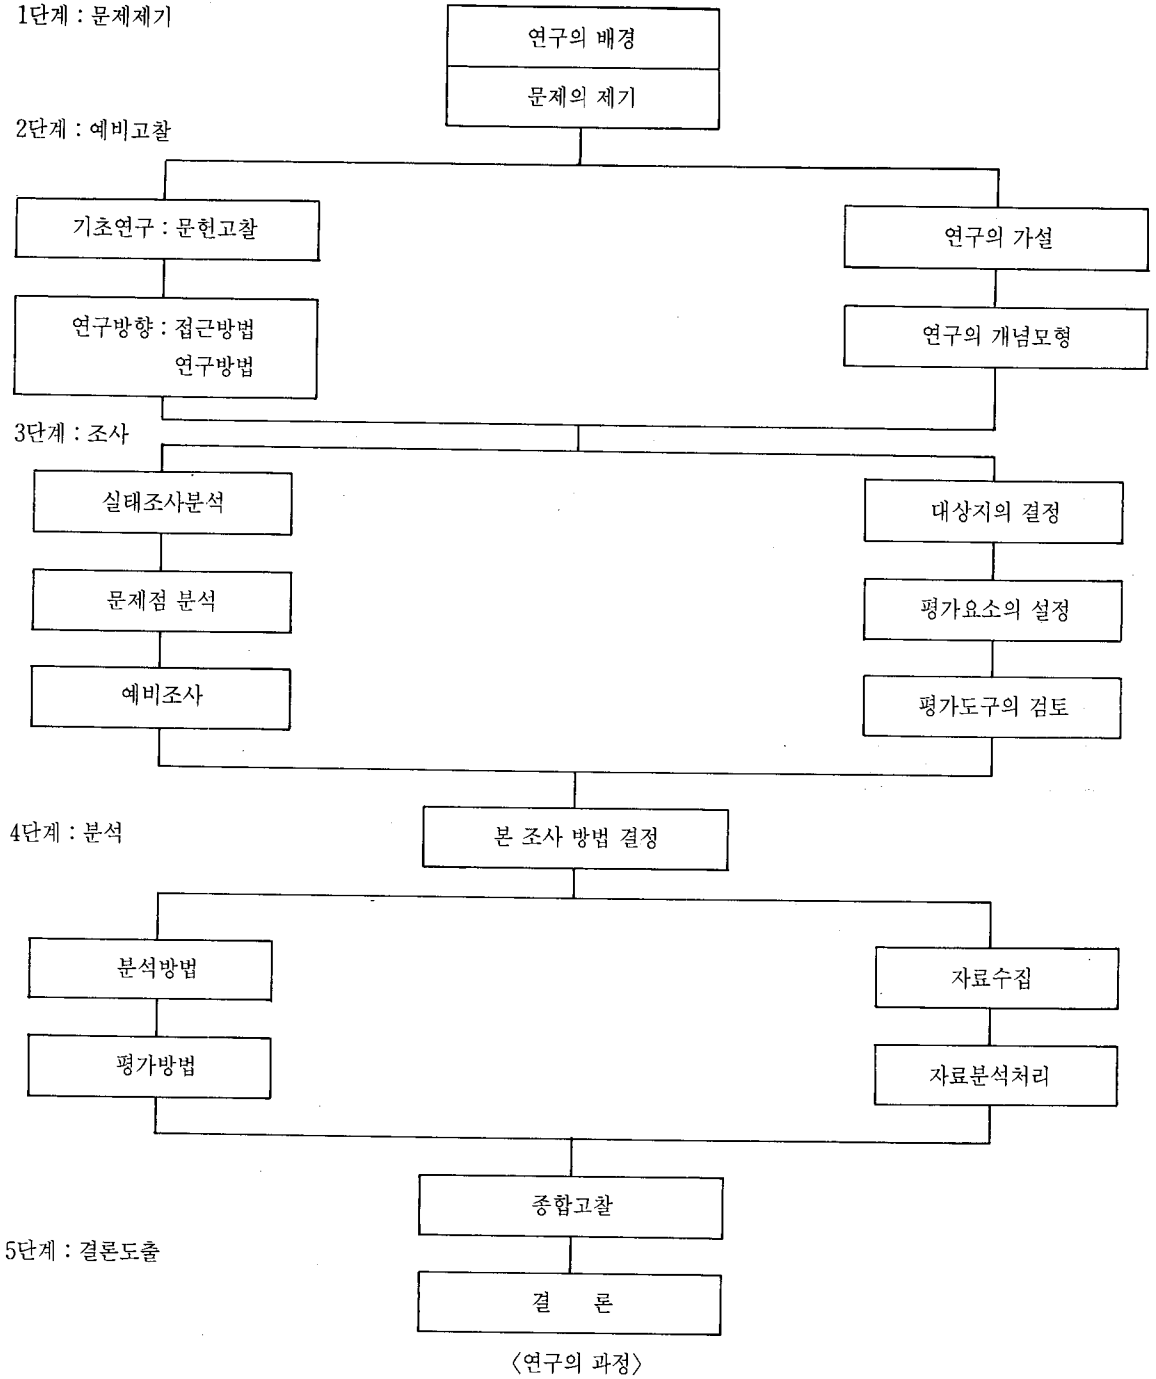 1단계 : 문제제기
연구의 배경
문제의 제기
2단계 : 예비고찰
기초연구 : 문헌고찰
연구의 가설
연구방향 : 접근방법
연구방법
연구의 개념모형
3단계 : 조사
실태조사분석
대상지의 결정
문제점 분석
평가요소의 설정
예비조사
평가도구의 검토
4단계 : 분석
본 조사 방법 결정
분석방법
자료수집
평가방법
자료분석처리
종합고찰
5단계 : 결론도출
결 론
〈연구의 과정〉